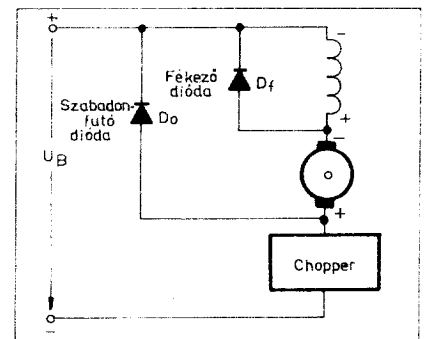 +
-
Fékező
dióda
Df
Szabadon-
futó
dióda
Do
+
-
UB
+
Chopper
-